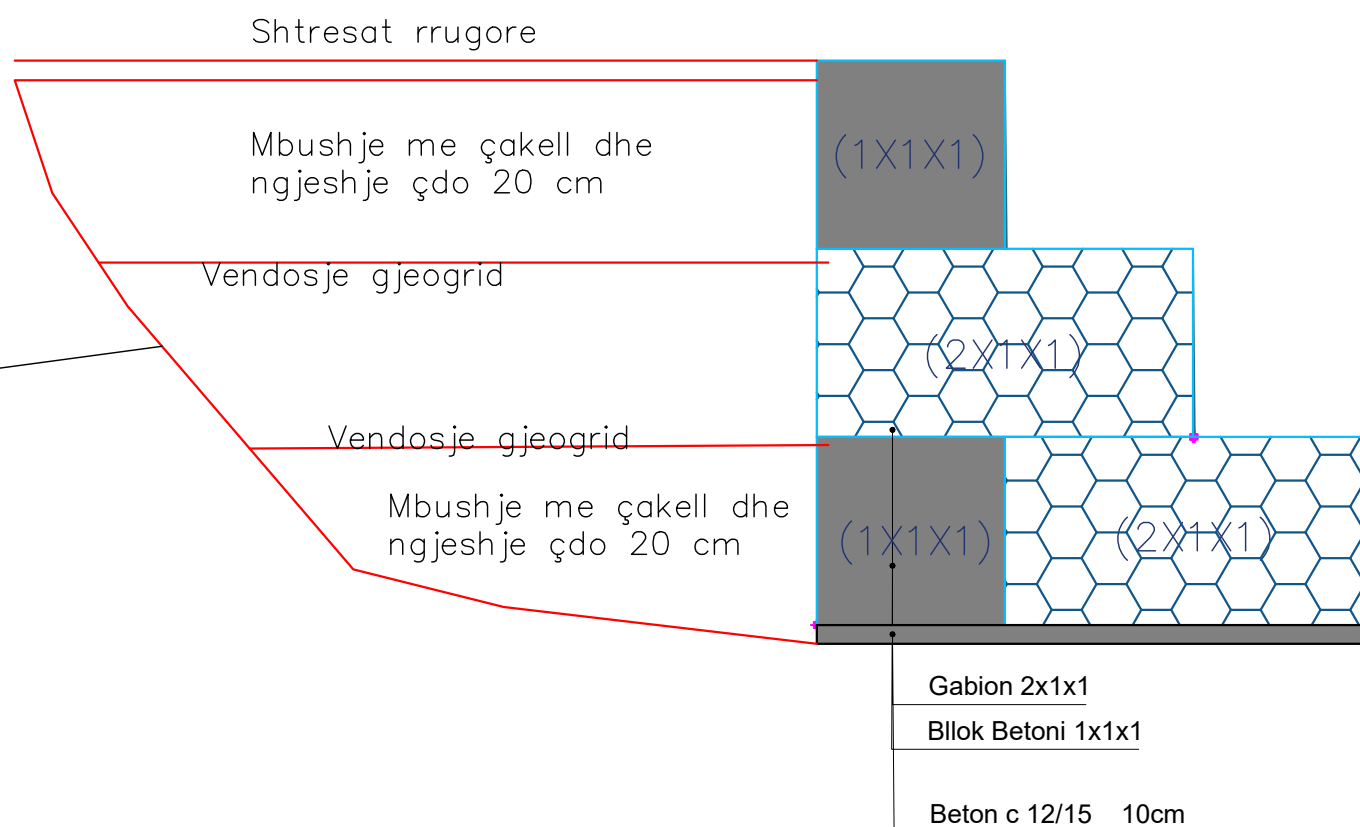 Shtresat rrugore
Mbushje me çakell dhe
ngjeshje çdo 20 cm
(1X1X1)
Vendosje gjeogrid
(2X1X1)
Vendosje gjeogrid
Mbushje me çakell dhe
ngjeshje çdo 20 cm
(1X1X1)
(2X1X1)
Gabion 2x1x1
Bllok Betoni 1x1x1
Beton c 12/15 10cm